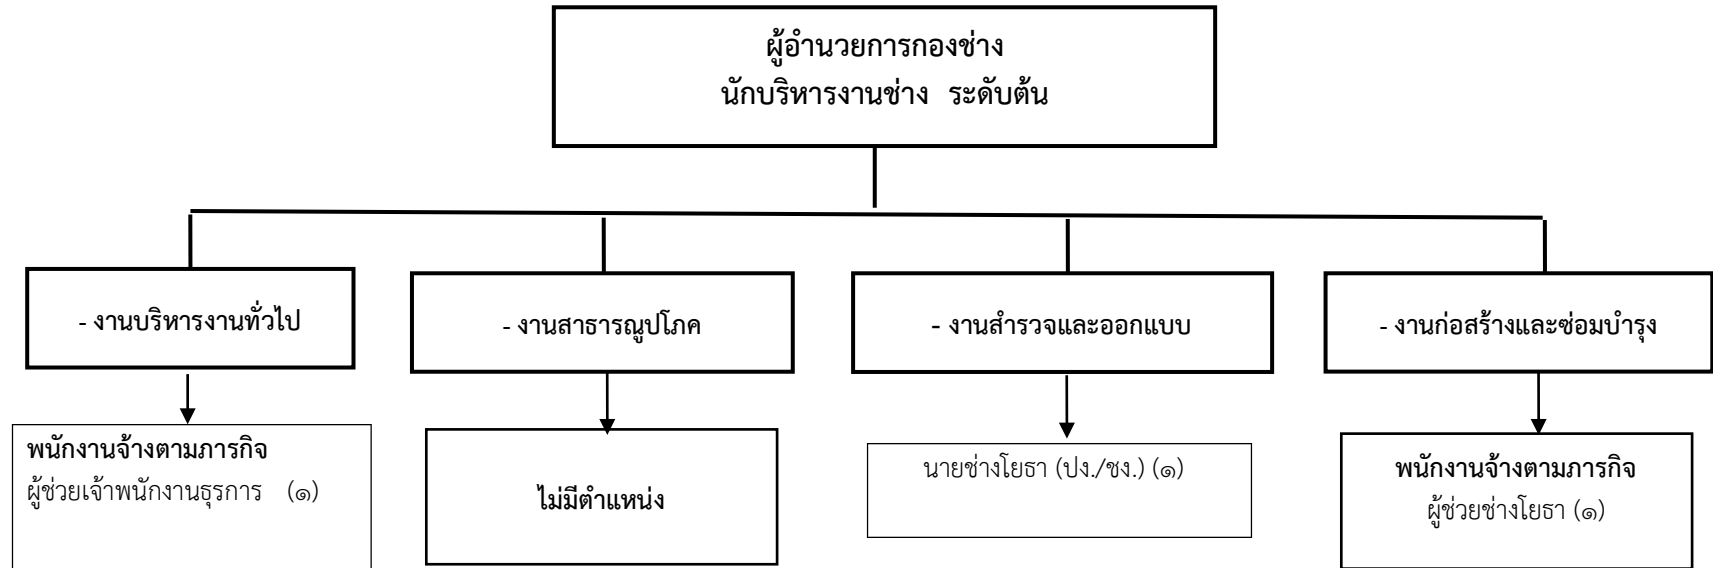 ผู้อำนวยการกองช่าง
นักบริหารงานช่าง ระดับต้น
- งานบริหารงานทั่วไป
- งานสาธารณูปโภค
- งานสำรวจและออกแบบ
- งานก่อสร้างและซ่อมบำรุง
พนักงานจ้างตามภารกิจ
ผู้ช่วยเจ้าพนักงานธุรการ (๑)
ไม่มีตำแหน่ง
นายช่างโยธา (ปง./ชง.) (๑)
พนักงานจ้างตามภารกิจ
ผู้ช่วยช่างโยธา (๑)